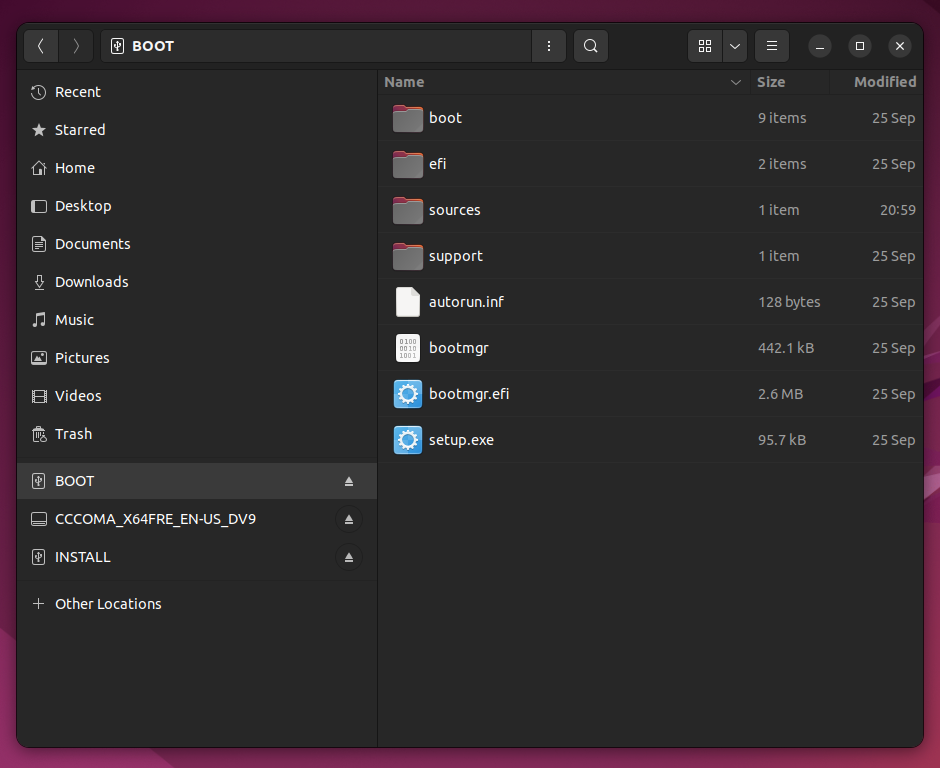 BOOT
Recent
Starred
Home
Desktop
Documents
Downloads
Music
Pictures
Videos
Trash
BOOT
CCCOMA_X64FRE_EN-US_DV9
INSTALL
Other Locations
Name Size Modified
boot 9 items 25 Sep
efi 2 items 25 Sep
sources 1 item 20:59
support 1 item 25 Sep
autorun.inf 128 bytes 25 Sep
0100
0010
1001
bootmgr 442.1 kB 25 Sep
bootmgr.efi 2.6 MB 25 Sep
setup.exe 95.7 kB 25 Sep